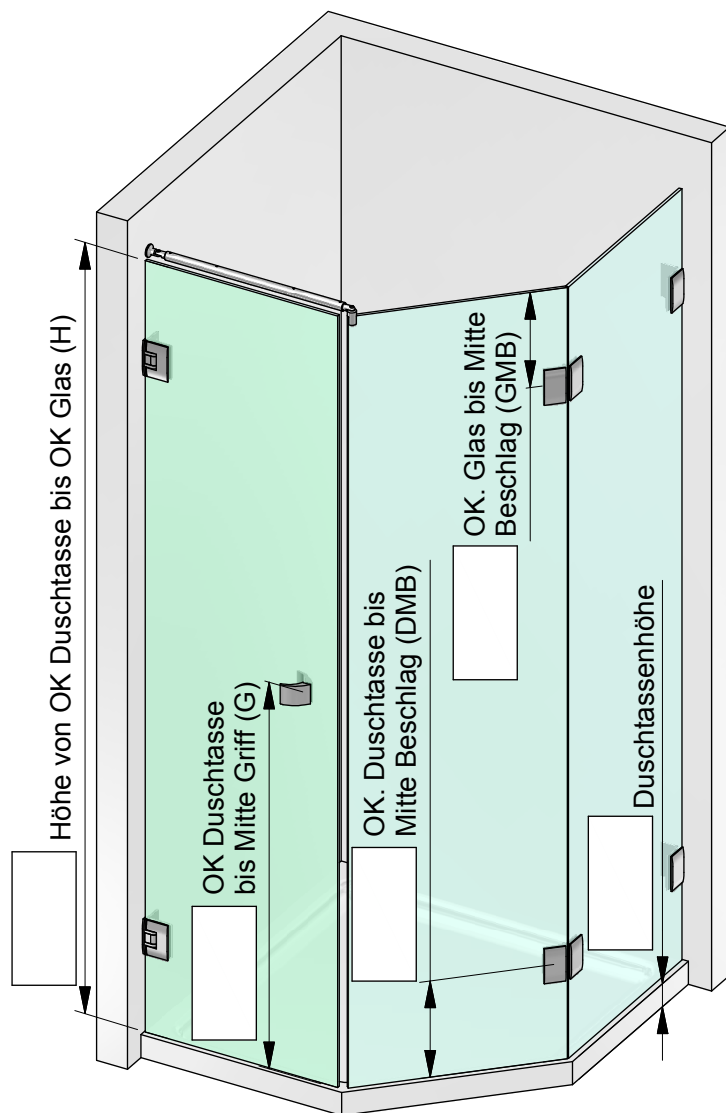 Höhe von OK Duschtasse bis OK Glas (H)
OK Duschtasse
bis Mitte Griff (G)
OK. Duschtasse bis
Mitte Beschlag (DMB)
OK. Glas bis Mitte
Beschlag (GMB)
Duschtassenhöhe